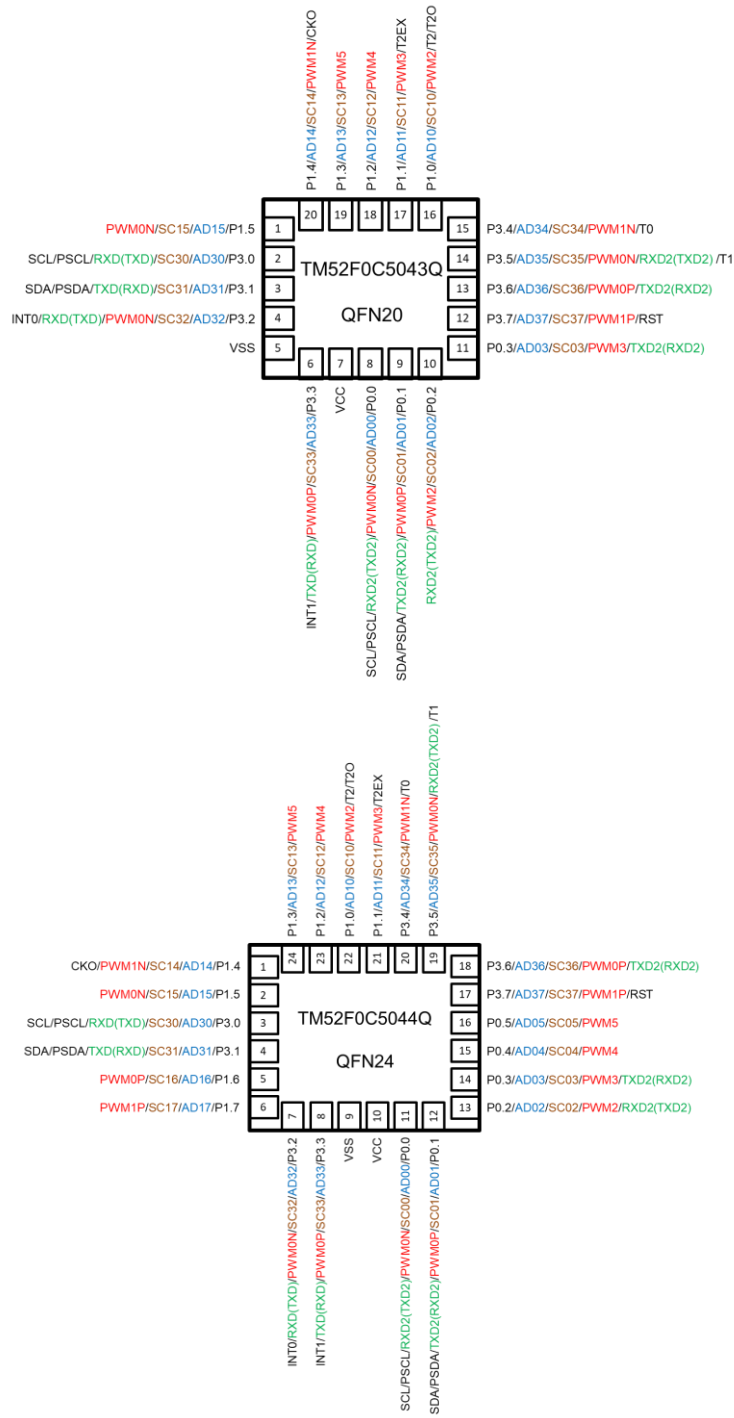 P1.4/AD14/SC14/PWM1N/CKO
P1.3/AD13/SC13/PWM5
P1.2/AD12/SC12/PWM4
P1.1/AD11/SC11/PWM3/T2EX
P1.0/AD10/SC10/PWM2/T2/T2O
20
19
18
17
16
PWM0N/SC15/AD15/P1.5
1
15
P3.4/AD34/SC34/PWM1N/T0
SCL/PSCL/RXD(TXD)/SC30/AD30/P3.0
2
TM52F0C5043Q
14
P3.5/AD35/SC35/PWM0N/RXD2(TXD2) /T1
SDA/PSDA/TXD(RXD)/SC31/AD31/P3.1
3
13
P3.6/AD36/SC36/PWM0P/TXD2(RXD2)
INT0/RXD(TXD)/PWM0N/SC32/AD32/P3.2
4
QFN20
12
P3.7/AD37/SC37/PWM1P/RST
VSS
5
11
P0.3/AD03/SC03/PWM3/TXD2(RXD2)
6
7
8
9
10
INT1/TXD(RXD)/PWM0P/SC33/AD33/P3.3
VCC
SCL/PSCL/RXD2(TXD2)/PWM0N/SC00/AD00/P0.0
SDA/PSDA/TXD2(RXD2)/PWM0P/SC01/AD01/P0.1
RXD2(TXD2)/PWM2/SC02/AD02/P0.2
P1.3/AD13/SC13/PWM5
P1.2/AD12/SC12/PWM4
P1.0/AD10/SC10/PWM2/T2/T2O
P1.1/AD11/SC11/PWM3/T2EX
P3.4/AD34/SC34/PWM1N/T0
P3.5/AD35/SC35/PWM0N/RXD2(TXD2) /T1
24
23
22
21
20
19
CKO/PWM1N/SC14/AD14/P1.4
1
18
P3.6/AD36/SC36/PWM0P/TXD2(RXD2)
PWM0N/SC15/AD15/P1.5
2
17
P3.7/AD37/SC37/PWM1P/RST
SCL/PSCL/RXD(TXD)/SC30/AD30/P3.0
3
TM52F0C5044Q
16
P0.5/AD05/SC05/PWM5
SDA/PSDA/TXD(RXD)/SC31/AD31/P3.1
4
15
P0.4/AD04/SC04/PWM4
PWM0P/SC16/AD16/P1.6
5
QFN24
14
P0.3/AD03/SC03/PWM3/TXD2(RXD2)
PWM1P/SC17/AD17/P1.7
6
13
P0.2/AD02/SC02/PWM2/RXD2(TXD2)
7
8
9
10
11
12
INT0/RXD(TXD)/PWM0N/SC32/AD32/P3.2
INT1/TXD(RXD)/PWM0P/SC33/AD33/P3.3
VSS
VCC
SCL/PSCL/RXD2(TXD2)/PWM0N/SC00/AD00/P0.0
SDA/PSDA/TXD2(RXD2)/PWM0P/SC01/AD01/P0.1